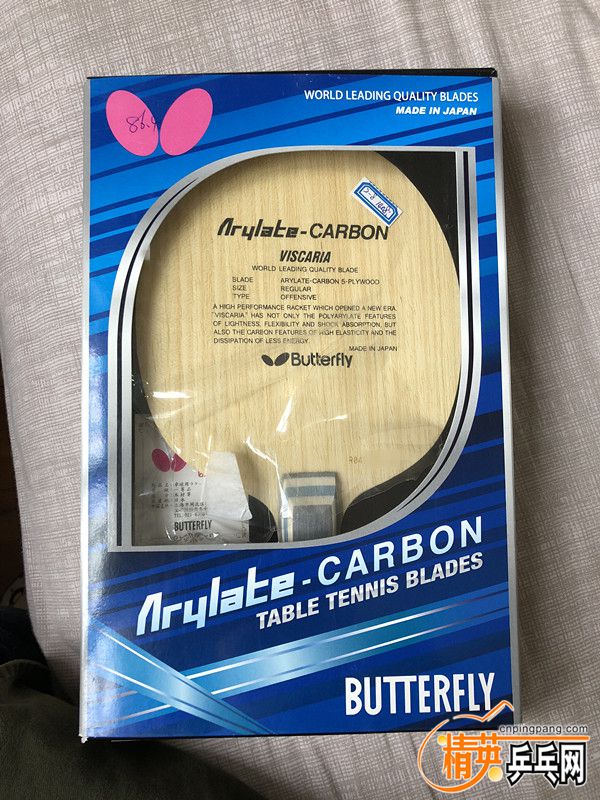 WORLD LEADING QUALITY BLADES
MADE IN JAPAN
Arylate-CARBON
VISCARIA
WORLD LEADING QUALITY BLADE
BLADE ARYLATE-CARBON 5-PLYWOOD
SIZE REGULAR
TYPE OFFENSIVE
A HIGH PERFORMANCE RACKET WHICH OPENED A NEW ERA.
"VISCARIA" HAS NOT ONLY THE POLYARYLATE FEATURES
OF LIGHTNESS, FLEXIBILITY AND SHOCK ABSORPTION, BUT
ALSO THE CARBON FEATURES OF HIGH ELASTICITY AND THE
DISSIPATION OF LESS ENERGY.
MADE IN JAPAN
Butterfly
BUTTERFLY
Arylate-CARBON
TABLE TENNIS BLADES
BUTTERFLY
cnpingpang.com
精英乒乓网